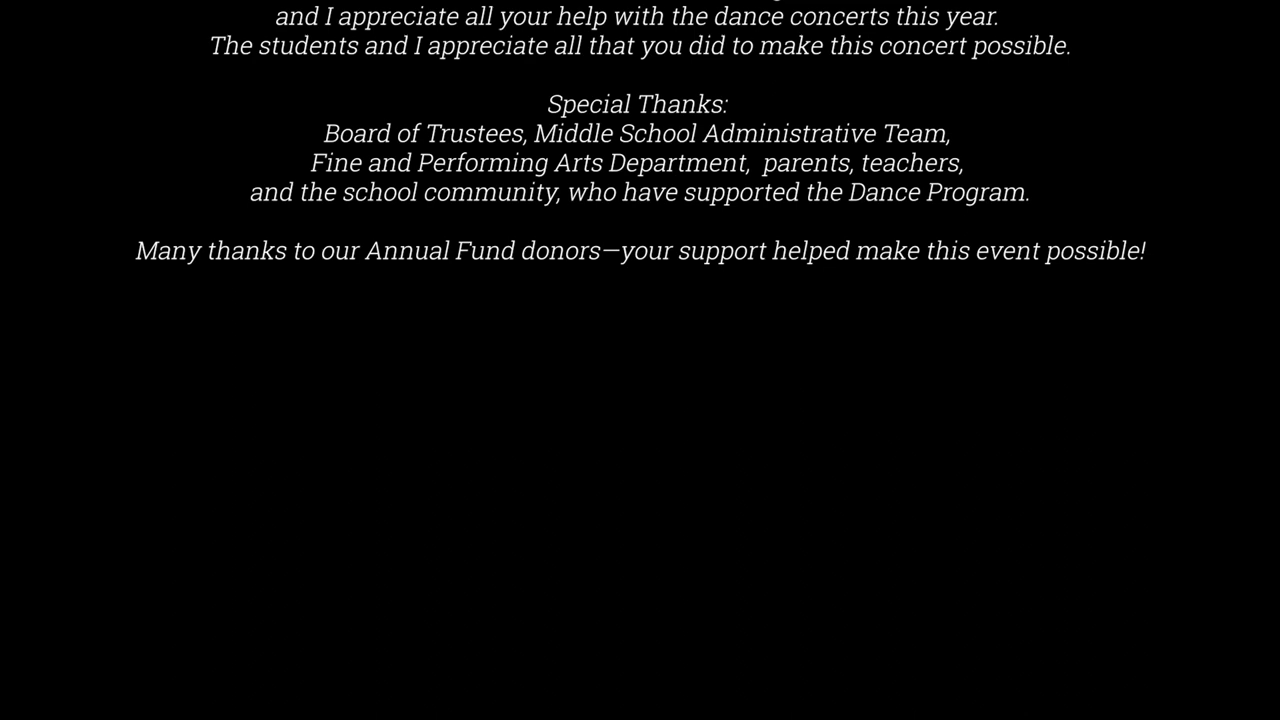 and I appreciate all your help with the dance concerts this year.
The students and I appreciate all that you did to make this concert possible.
Special Thanks:
Board of Trustees, Middle School Administrative Team,
Fine and Performing Arts Department,  parents, teachers,
and the school community, who have supported the Dance Program.
Many thanks to our Annual Fund donors—your support helped make this event possible!